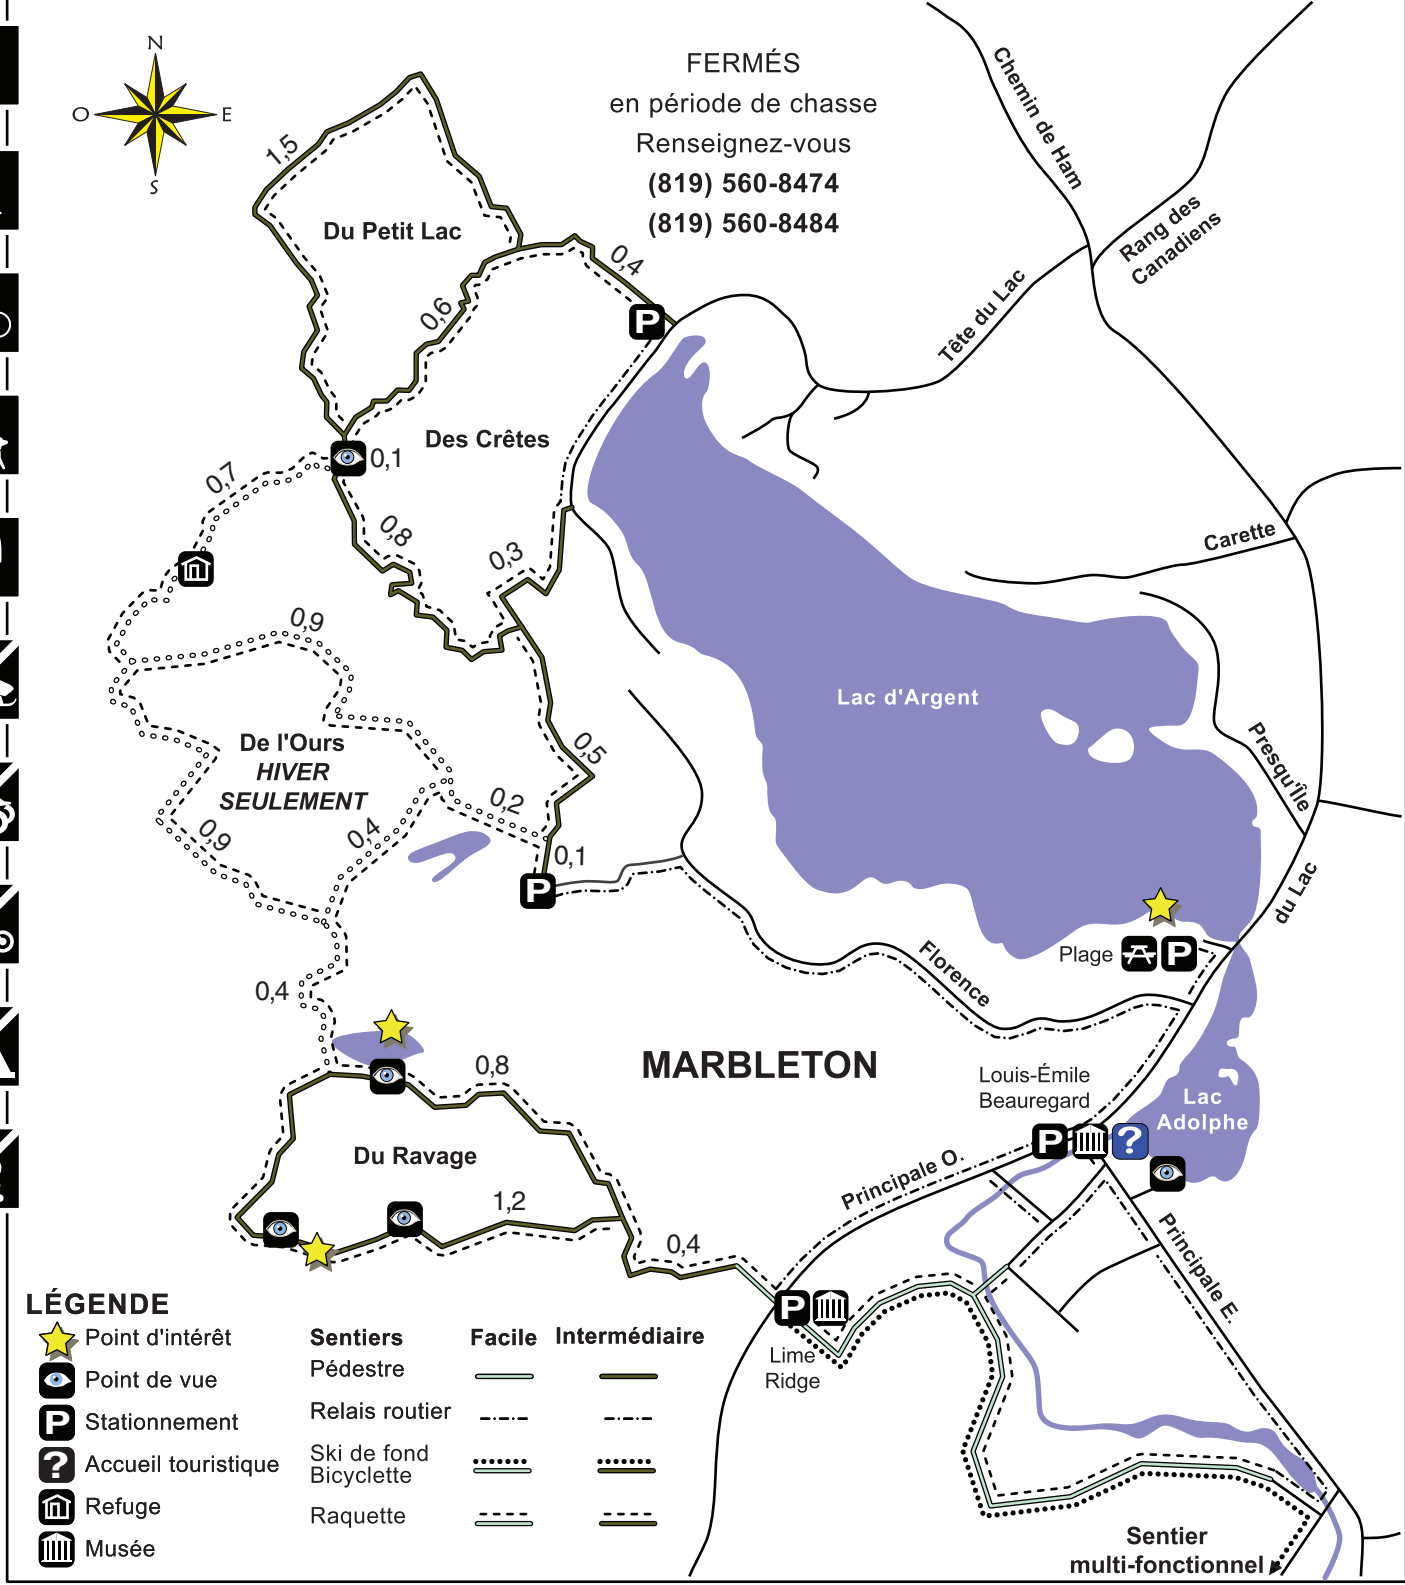 N
O
E
S
FERMÉS
en période de chasse
Renseignez-vous
(819) 560-8474
(819) 560-8484
Chemin de Ham
Rang des
Canadiens
Tête du Lac
1,5
Du Petit Lac
0,4
0,6
P
Des Crêtes
0,1
0,7
0,8
0,3
Carette
0,9
Lac d'Argent
De l'Ours
HIVER
SEULEMENT
0,5
Presqu'Île
0,2
0,9
0,4
0,1
P
du Lac
Plage
P
Florence
0,4
MARBLETON
0,8
Louis-Émile
Beauregard
Lac
Adolphe
P
?
Du Ravage
Principale O.
1,2
0,4
Principale E.
P
Lime
Ridge
LÉGENDE
Point d'intérêt
Point de vue
P Stationnement
? Accueil touristique
Refuge
Musée
Sentiers Facile Intermédiaire
Pédestre
Relais routier
Ski de fond
Bicyclette
Raquette
Sentier
multi-fonctionnel